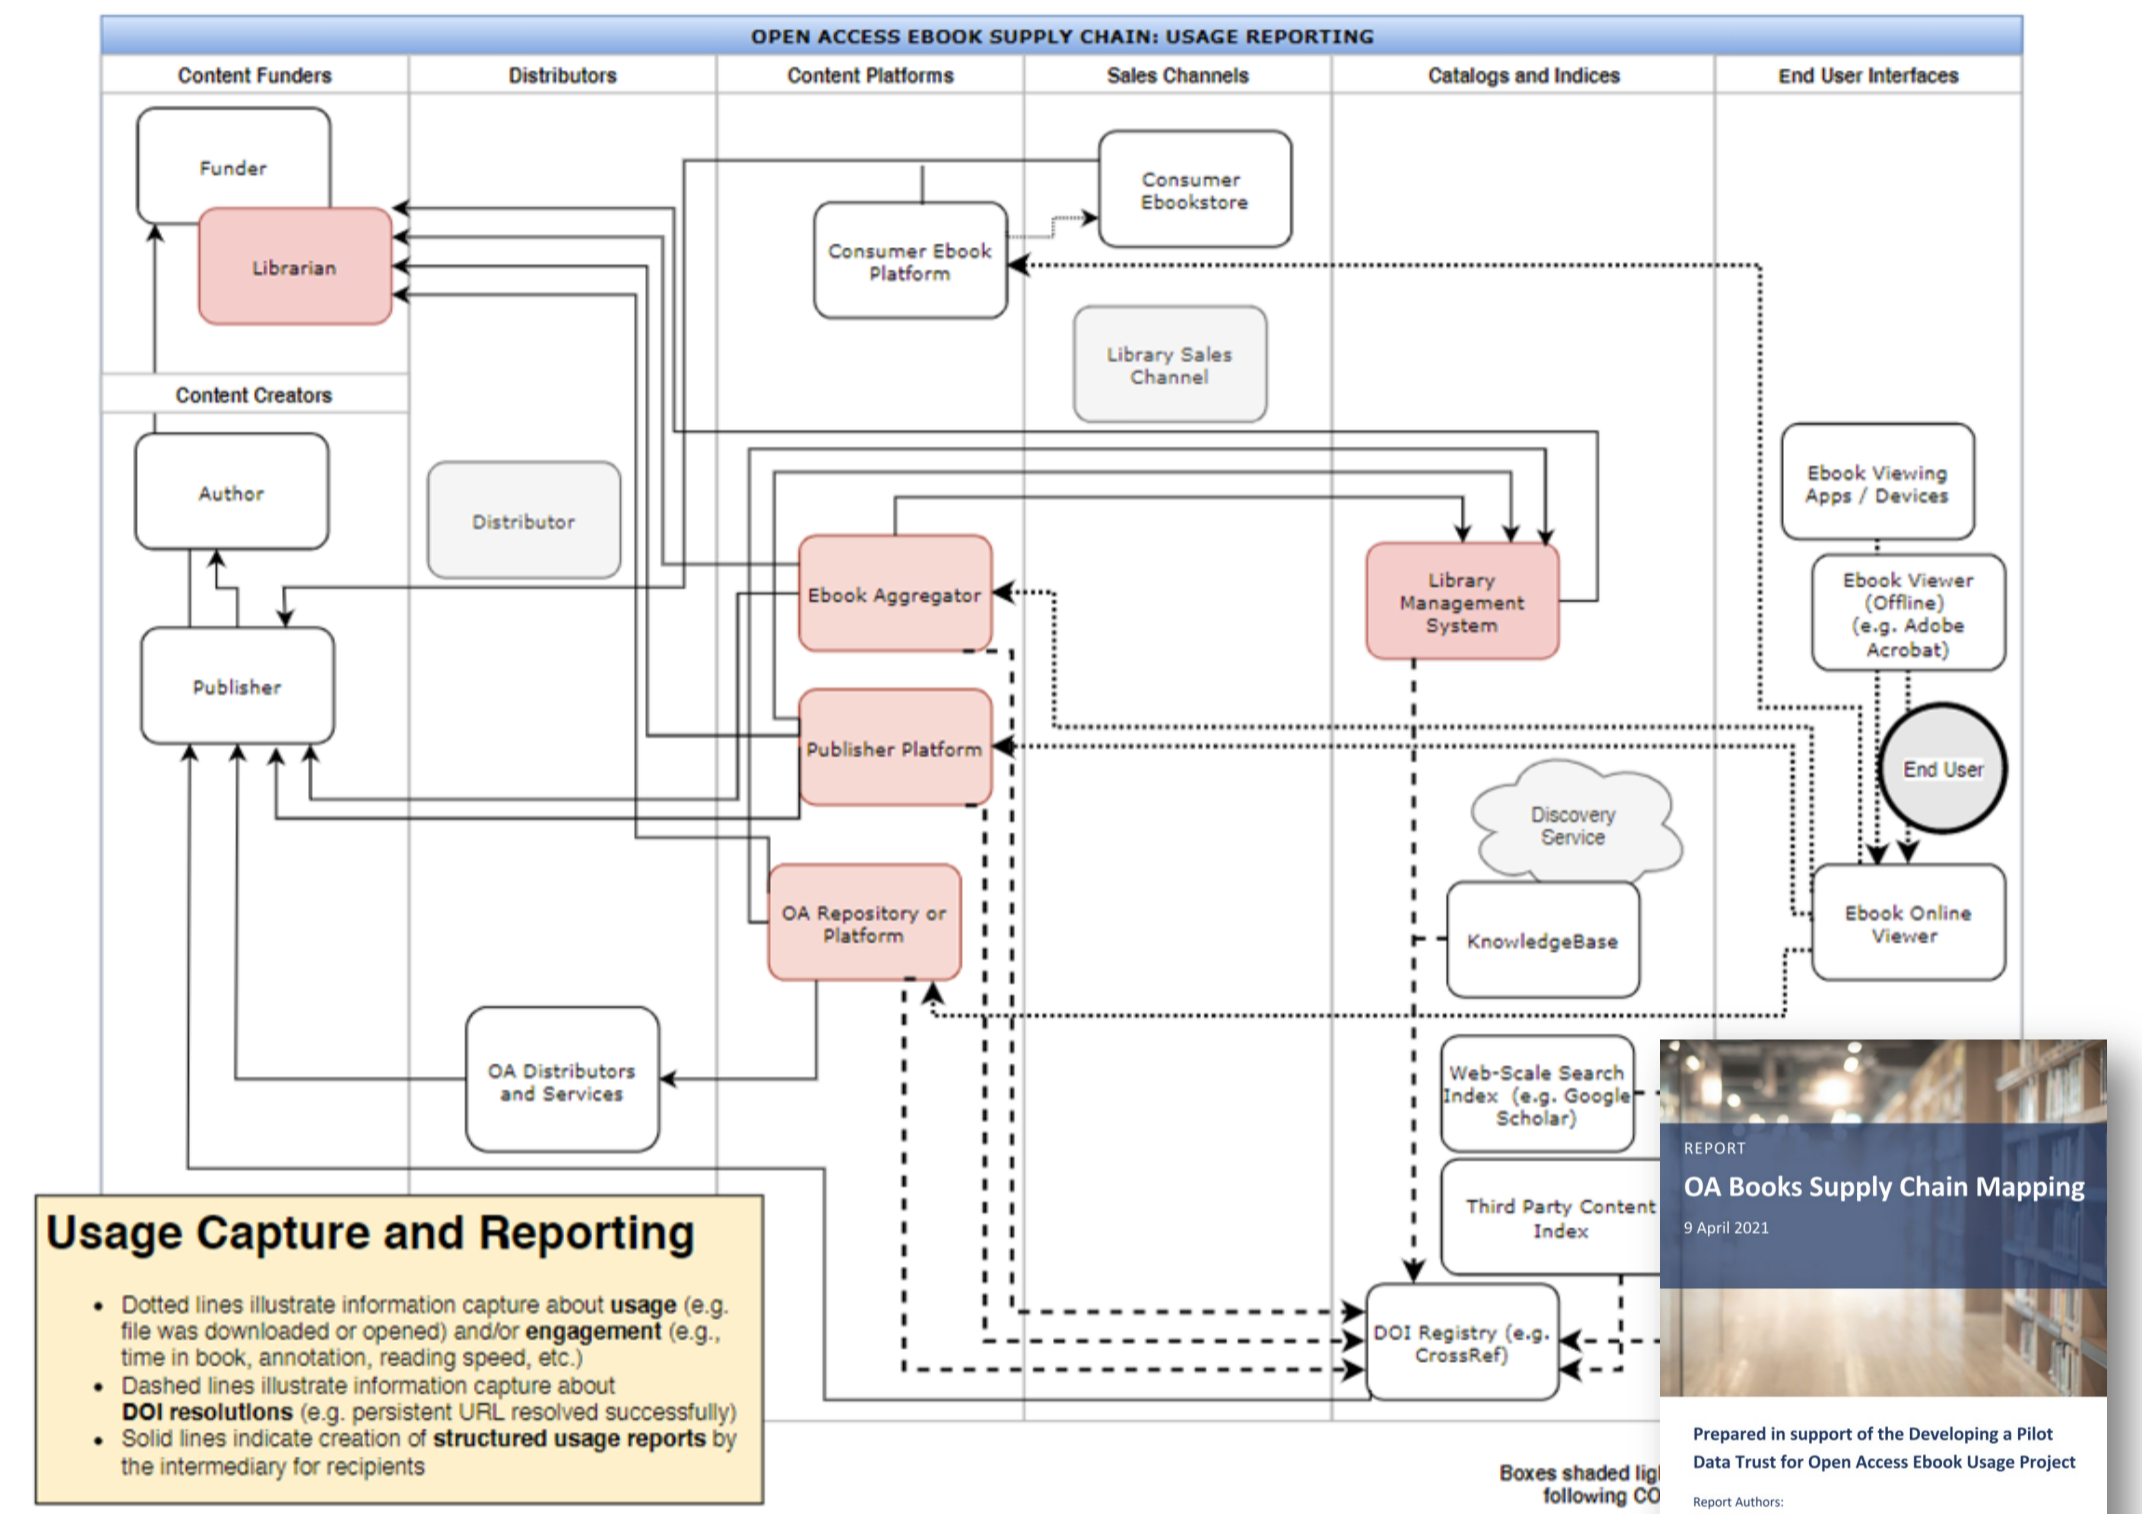 OPEN ACCESS EBOOK SUPPLY CHAIN: USAGE REPORTING
Content Funders
Distributors
Content Platforms
Sales Channels
Catalogs and Indices
End User Interfaces
Funder
Librarian
Content Creators
Author
Publisher
Distributor
OA Distributors
and Services
Consumer Ebook
Platform
Ebook Aggregator
Publisher Platform
OA Repository or
Platform
Consumer
Ebookstore
Library Sales
Channel
Library
Management
System
Discovery
Service
KnowledgeBase
Web-Scale Search
Index (e.g. Google
Scholar)
Third Party Content
Index
DOI Registry (e.g.
CrossRef)
Ebook Viewing
Apps / Devices
Ebook Viewer
(Offline)
(e.g. Adobe
Acrobat)
End User
Ebook Online
Viewer
Usage Capture and Reporting
• Dotted lines illustrate information capture about usage (e.g.
file was downloaded or opened) and/or engagement (e.g.,
time in book, annotation, reading speed, etc.)
• Dashed lines illustrate information capture about
DOI resolutions (e.g. persistent URL resolved successfully)
• Solid lines indicate creation of structured usage reports by
the intermediary for recipients
Boxes shaded
following
REPORT
OA Books Supply Chain Mapping
9 April 2021
Prepared in support of the Developing a Pilot
Data Trust for Open Access Ebook Usage Project
Report Authors: